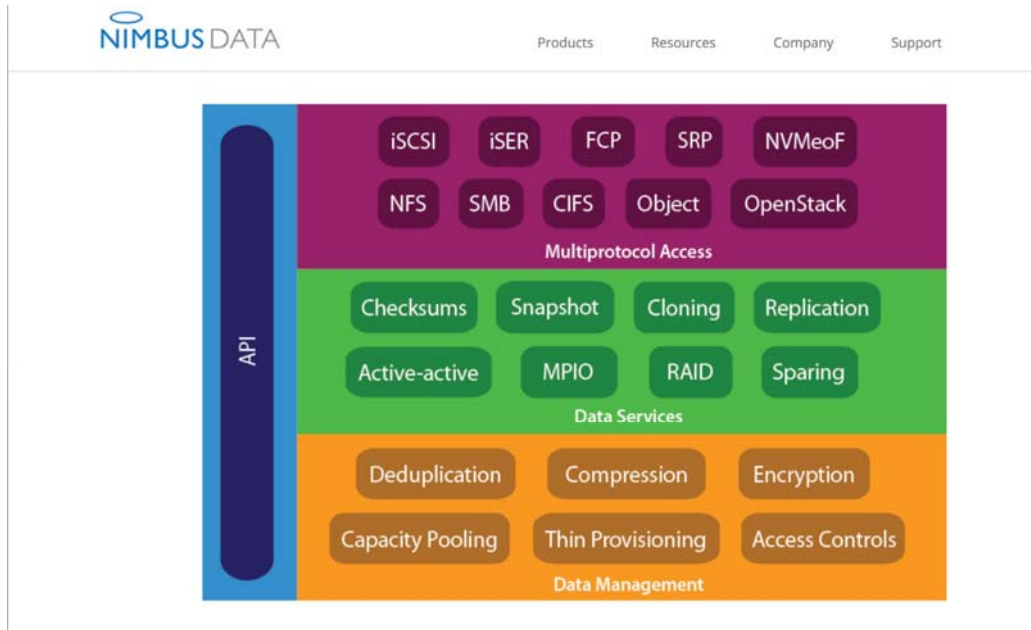 NIMBUS DATA
Products Resources Company Support
API
iSCSI iSER FCP SRP NVMeoF
NFS SMB CIFS Object OpenStack
Multiprotocol Access
Checksums Snapshot Cloning Replication
Active-active MPIO RAID Sparing
Data Services
Deduplication Compression Encryption
Capacity Pooling Thin Provisioning Access Controls
Data Management